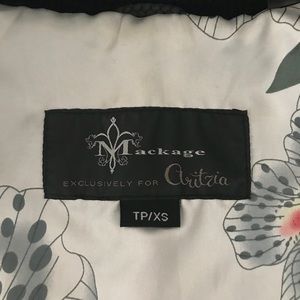 Mackage
EXCLUSIVELY FOR Aritzia
TP/XS